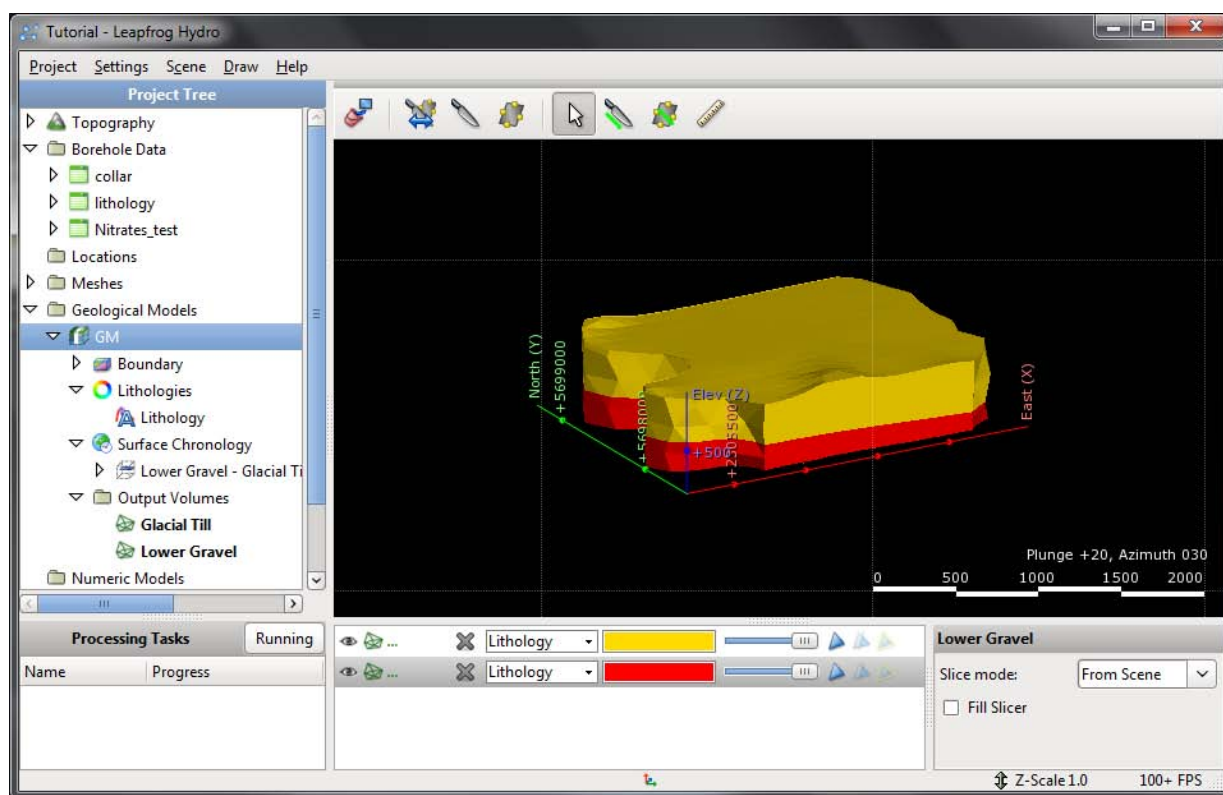 Tutorial - Leapfrog Hydro
Project Settings Scene Draw Help
Project Tree
Topography
Borehole Data
collar
lithology
Nitrates_test
Locations
Meshes
Geological Models
GM
Boundary
Lithologies
Lithology
Surface Chronology
Lower Gravel - Glacial Ti
Output Volumes
Glacial Till
Lower Gravel
Numeric Models
North (Y)
+5699000
+5698000
Elev (Z)
+500
East (X)
Plunge +20, Azimuth 030
0 500 1000 1500 2000
Processing Tasks Running
Name Progress
... Lithology
... Lithology
Lower Gravel
Slice mode: From Scene
Fill Slicer
Z-Scale 1.0 100+ FPS